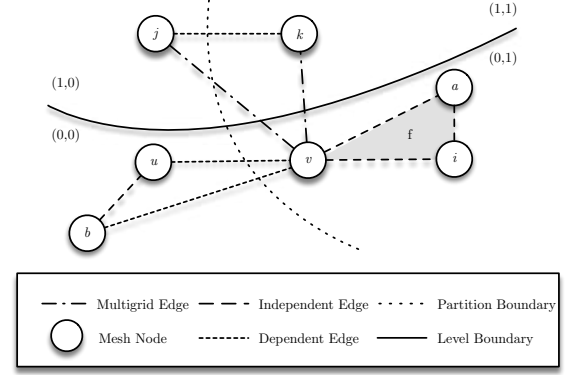 (1,1)
j
k
(0,1)
(1,0)
a
f
(0,0)
u
v
i
b
Multigrid Edge
Independent Edge
Partition Boundary
Mesh Node
Dependent Edge
Level Boundary